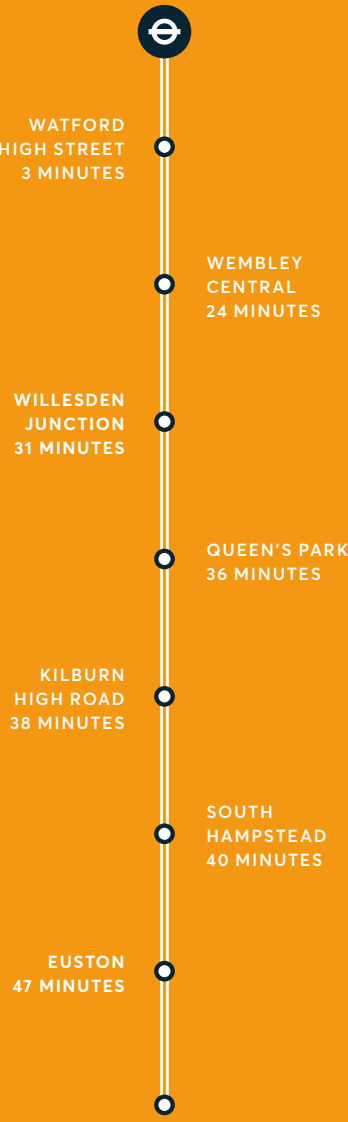 WATFORD
HIGH STREET
3 MINUTES
WEMBLEY
CENTRAL
24 MINUTES
WILLESDEN
JUNCTION
31 MINUTES
QUEEN'S PARK
36 MINUTES
KILBURN
HIGH ROAD
38 MINUTES
SOUTH
HAMPSTEAD
40 MINUTES
EUSTON
47 MINUTES